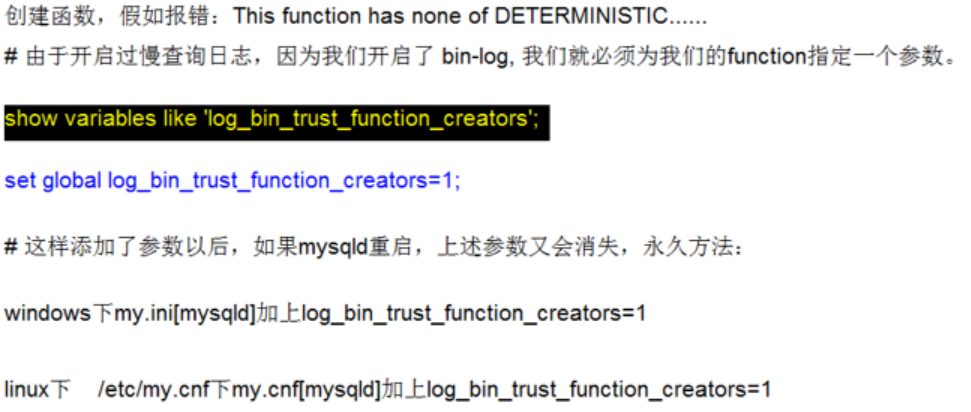 创建函数，假如报错：This function has none of DETERMINISTIC......
# 由于开启过慢查询日志，因为我们开启了 bin-log, 我们就必须为我们的function指定一个参数。
show variables like 'log_bin_trust_function_creators';
set global log_bin_trust_function_creators=1;
# 这样添加了参数以后，如果mysqld重启，上述参数又会消失，永久方法：
windows下my.ini[mysqld]加上log_bin_trust_function_creators=1
linux下 /etc/my.cnf下my.cnf[mysqld]加上log_bin_trust_function_creators=1